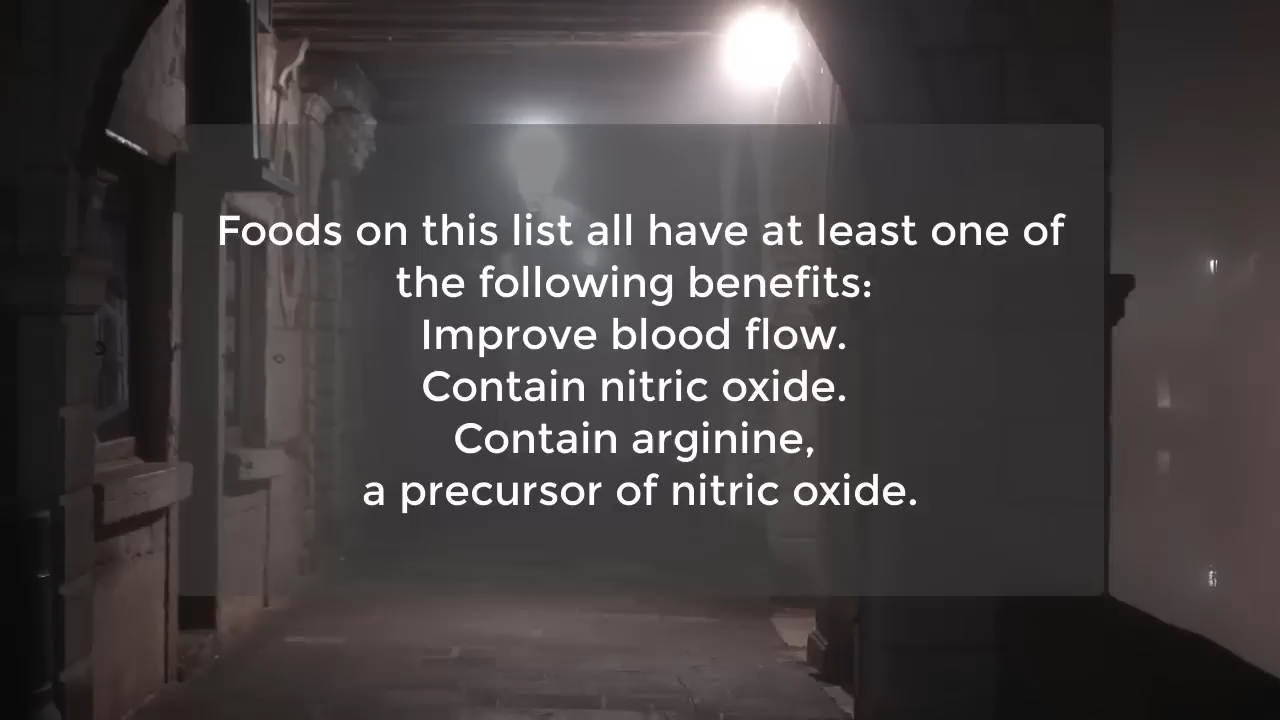 Foods on this list all have at least one of
the following benefits:
Improve blood flow.
Contain nitric oxide.
Contain arginine,
a precursor of nitric oxide.